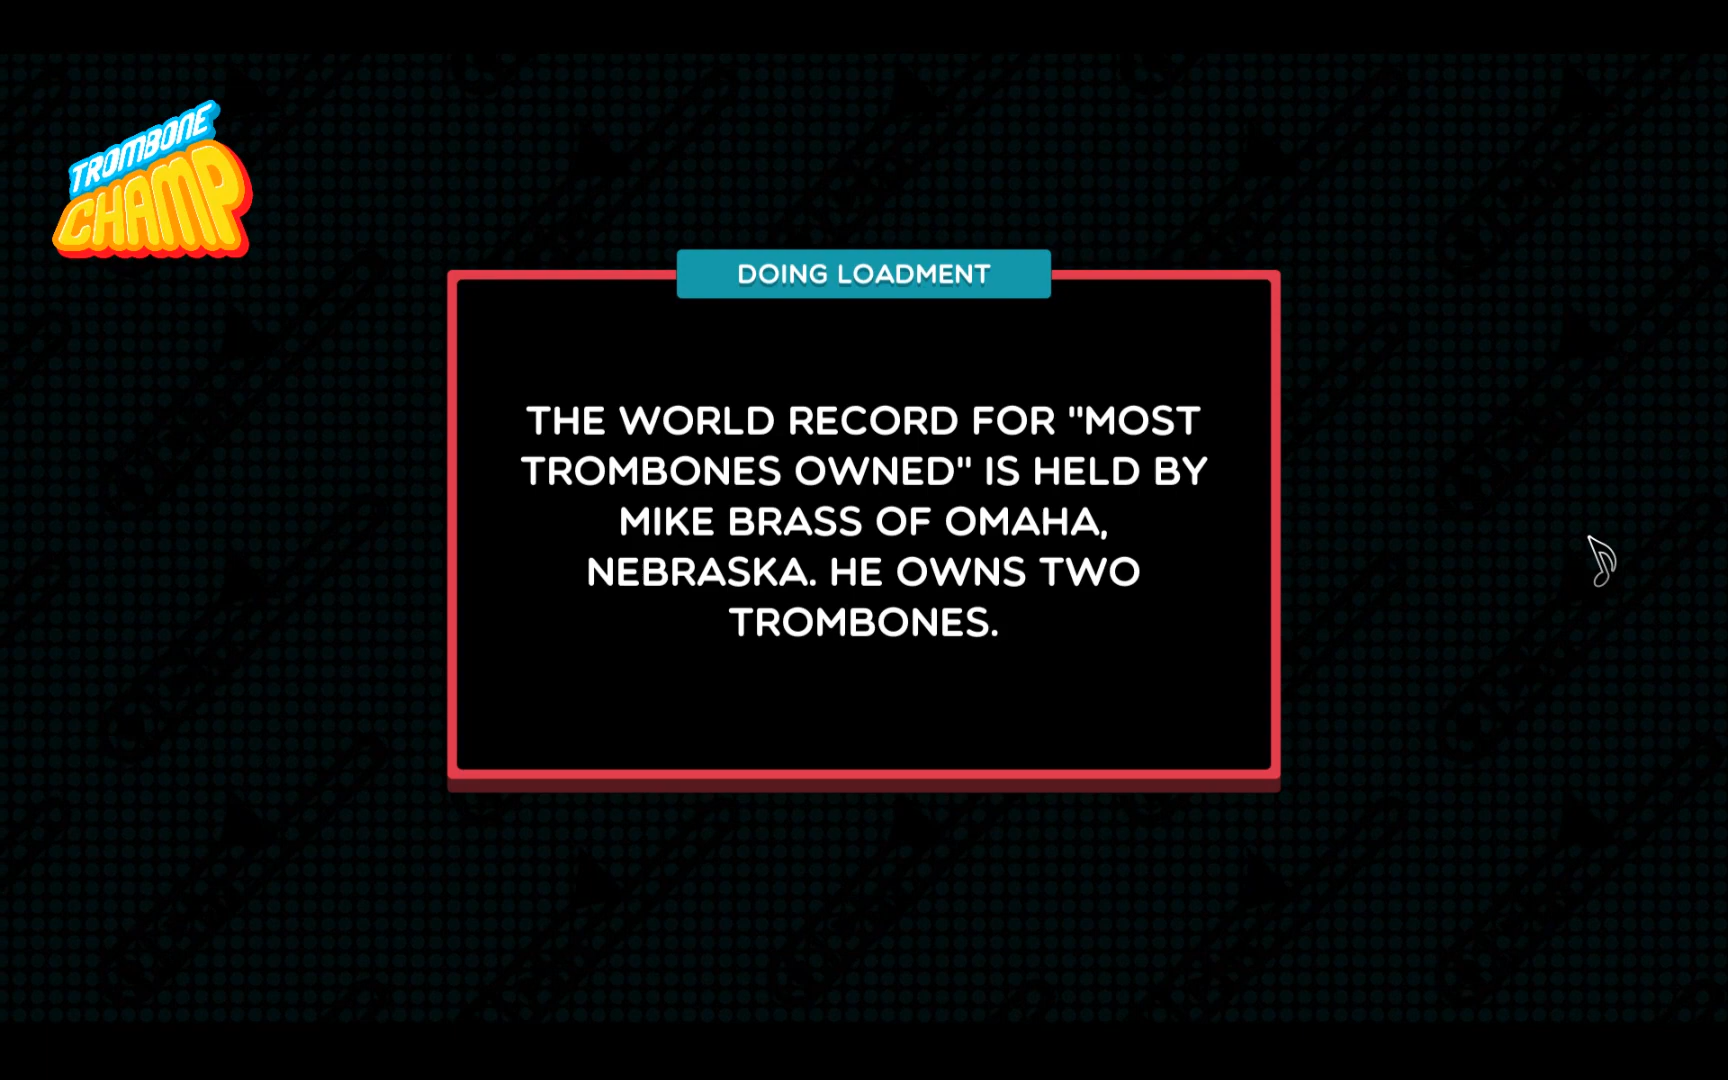 TROMBONE
CHAMP
DOING LOADMENT
THE WORLD RECORD FOR "MOST
TROMBONES OWNED" IS HELD BY
MIKE BRASS OF OMAHA,
NEBRASKA. HE OWNS TWO
TROMBONES.